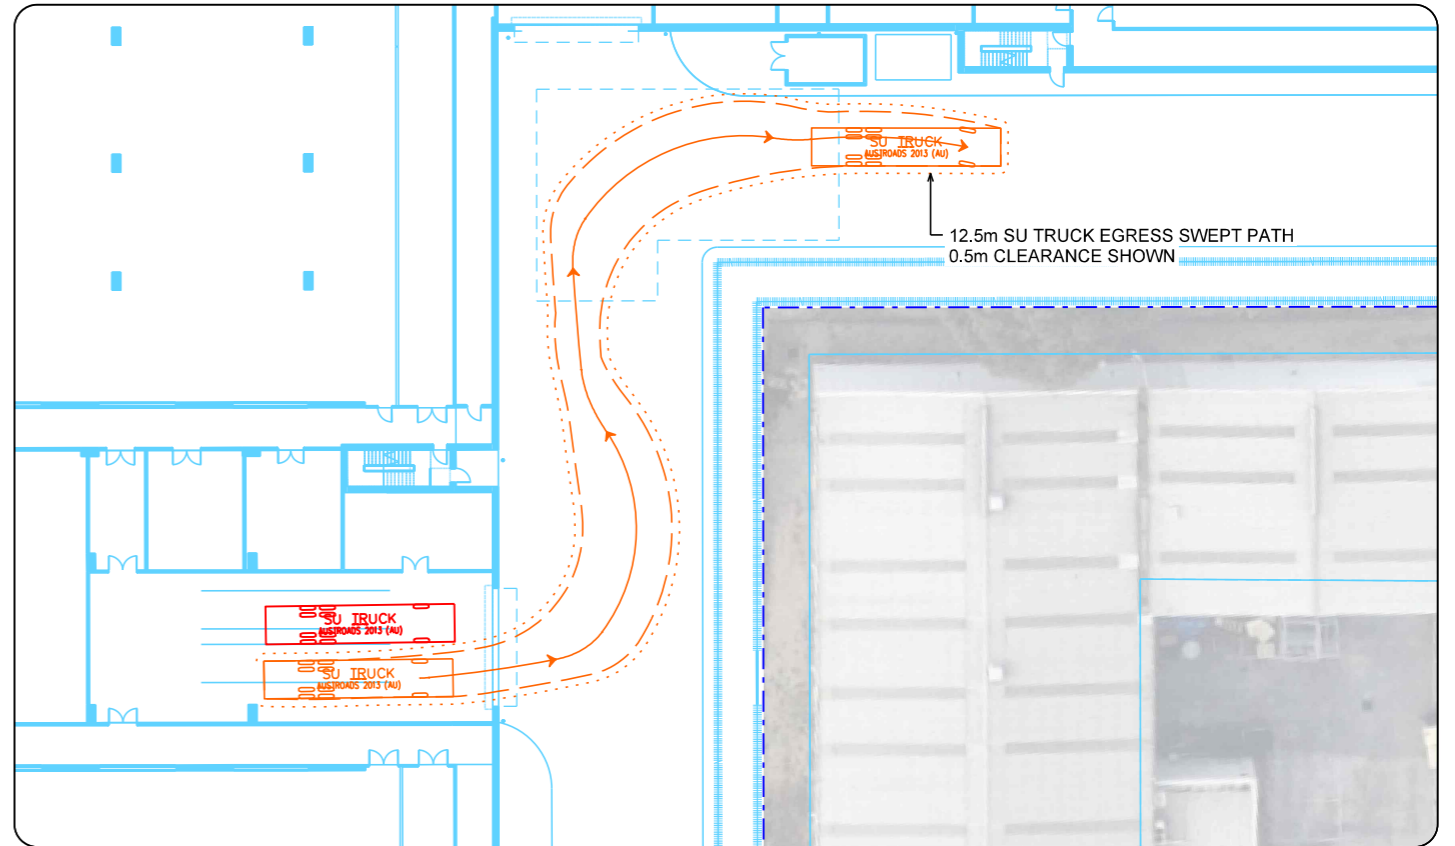 SU TRUCK
AUSTROADS 2013 (AU)
12.5m SU TRUCK EGRESS SWEPT PATH
0.5m CLEARANCE SHOWN
SU TRUCK
AUSTROADS 2013 (AU)
SU TRUCK
AUSTROADS 2013 (AU)